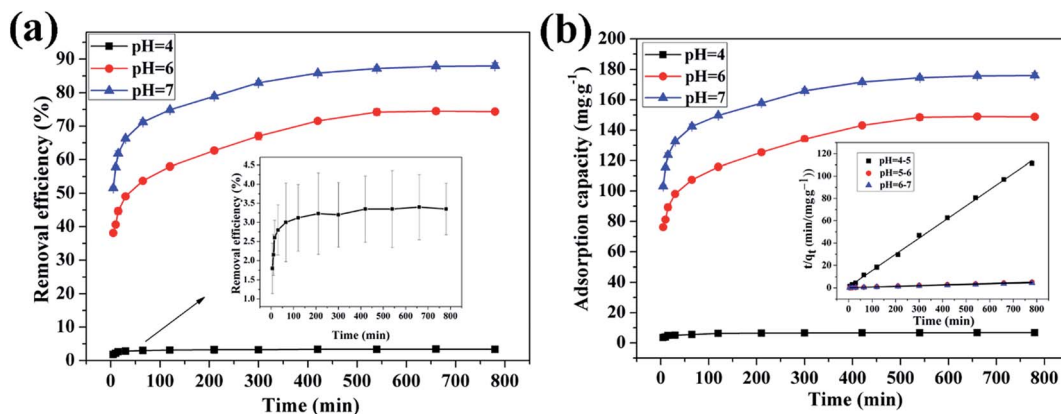 (a)
pH=4
pH=6
pH=7
Removal efficiency (%)
90
80
70
60
50
40
30
20
10
0
0 100 200 300 400 500 600 700 800
Time (min)
Removal efficiency (%)
4.5
4.0
3.5
3.0
2.5
2.0
1.5
1.0
0 100 200 300 400 500 600 700 800
Time (min)
(b)
pH=4
pH=6
pH=7
Adsorption capacity (mg·g-1)
200
180
160
140
120
100
80
60
40
20
0
0 100 200 300 400 500 600 700 800
Time (min)
pH=4-5
pH=5-6
pH=6-7
t/qt (min/(mgg−1))
120
100
80
60
40
20
0
0 100 200 300 400 500 600 700 800
Time (min)